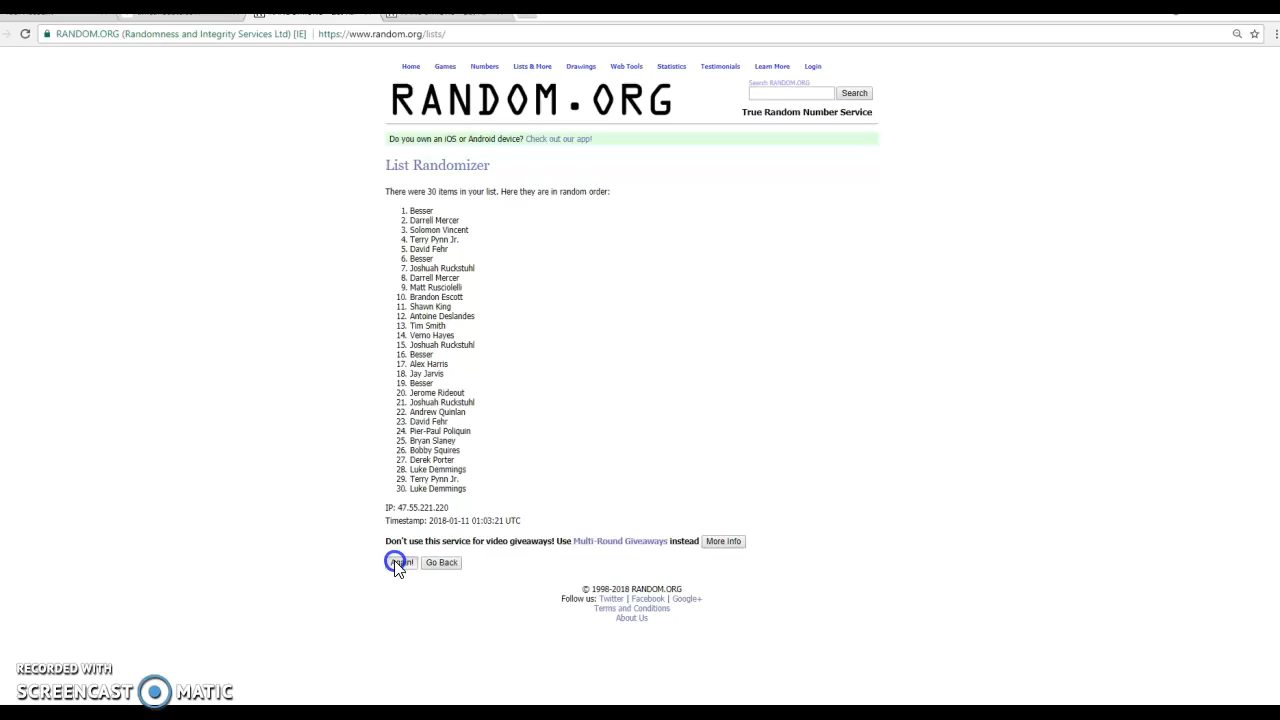 RANDOM.ORG (Randomness and Integrity Services Ltd) [IE] | https://www.random.org/lists/
Home Games Numbers Lists & More Drawings Web Tools Statistics Testimonials Learn More Login
Search RANDOM.ORG
RANDOM.ORG
Search
True Random Number Service
Do you own an iOS or Android device? Check out our app!
List Randomizer
There were 30 items in your list. Here they are in random order:
1. Besser
2. Darrell Mercer
3. Solomon Vincent
4. Terry Pynn Jr.
5. David Fehr
6. Besser
7. Joshuah Ruckstuhl
8. Darrell Mercer
9. Matt Rusciolelli
10. Brandon Escott
11. Shawn King
12. Antoine Deslandes
13. Tim Smith
14. Verno Hayes
15. Joshuah Ruckstuhl
16. Besser
17. Alex Harris
18. Jay Jarvis
19. Besser
20. Jerome Rideout
21. Joshuah Ruckstuhl
22. Andrew Quinlan
23. David Fehr
24. Pier-Paul Poliquin
25. Bryan Slaney
26. Bobby Squires
27. Derek Porter
28. Luke Demmings
29. Terry Pynn Jr.
30. Luke Demmings
IP: 47.55.221.220
Timestamp: 2018-01-11 01:03:21 UTC
Don't use this service for video giveaways! Use Multi-Round Giveaways instead More Info
Go Back
© 1998-2018 RANDOM.ORG
Follow us: Twitter | Facebook | Google+
Terms and Conditions
About Us
RECORDED WITH
SCREENCAST MATIC